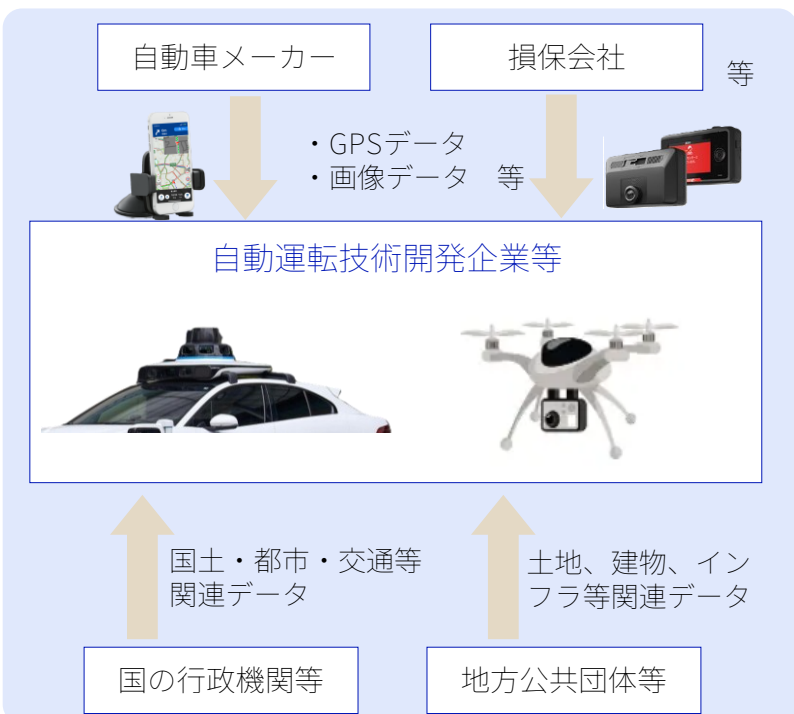 自動車メーカー
損保会社
等
・GPSデータ
・画像データ　等
自動運転技術開発企業等
国土・都市・交通等
関連データ
土地、建物、イン
フラ等関連データ
国の行政機関等
地方公共団体等